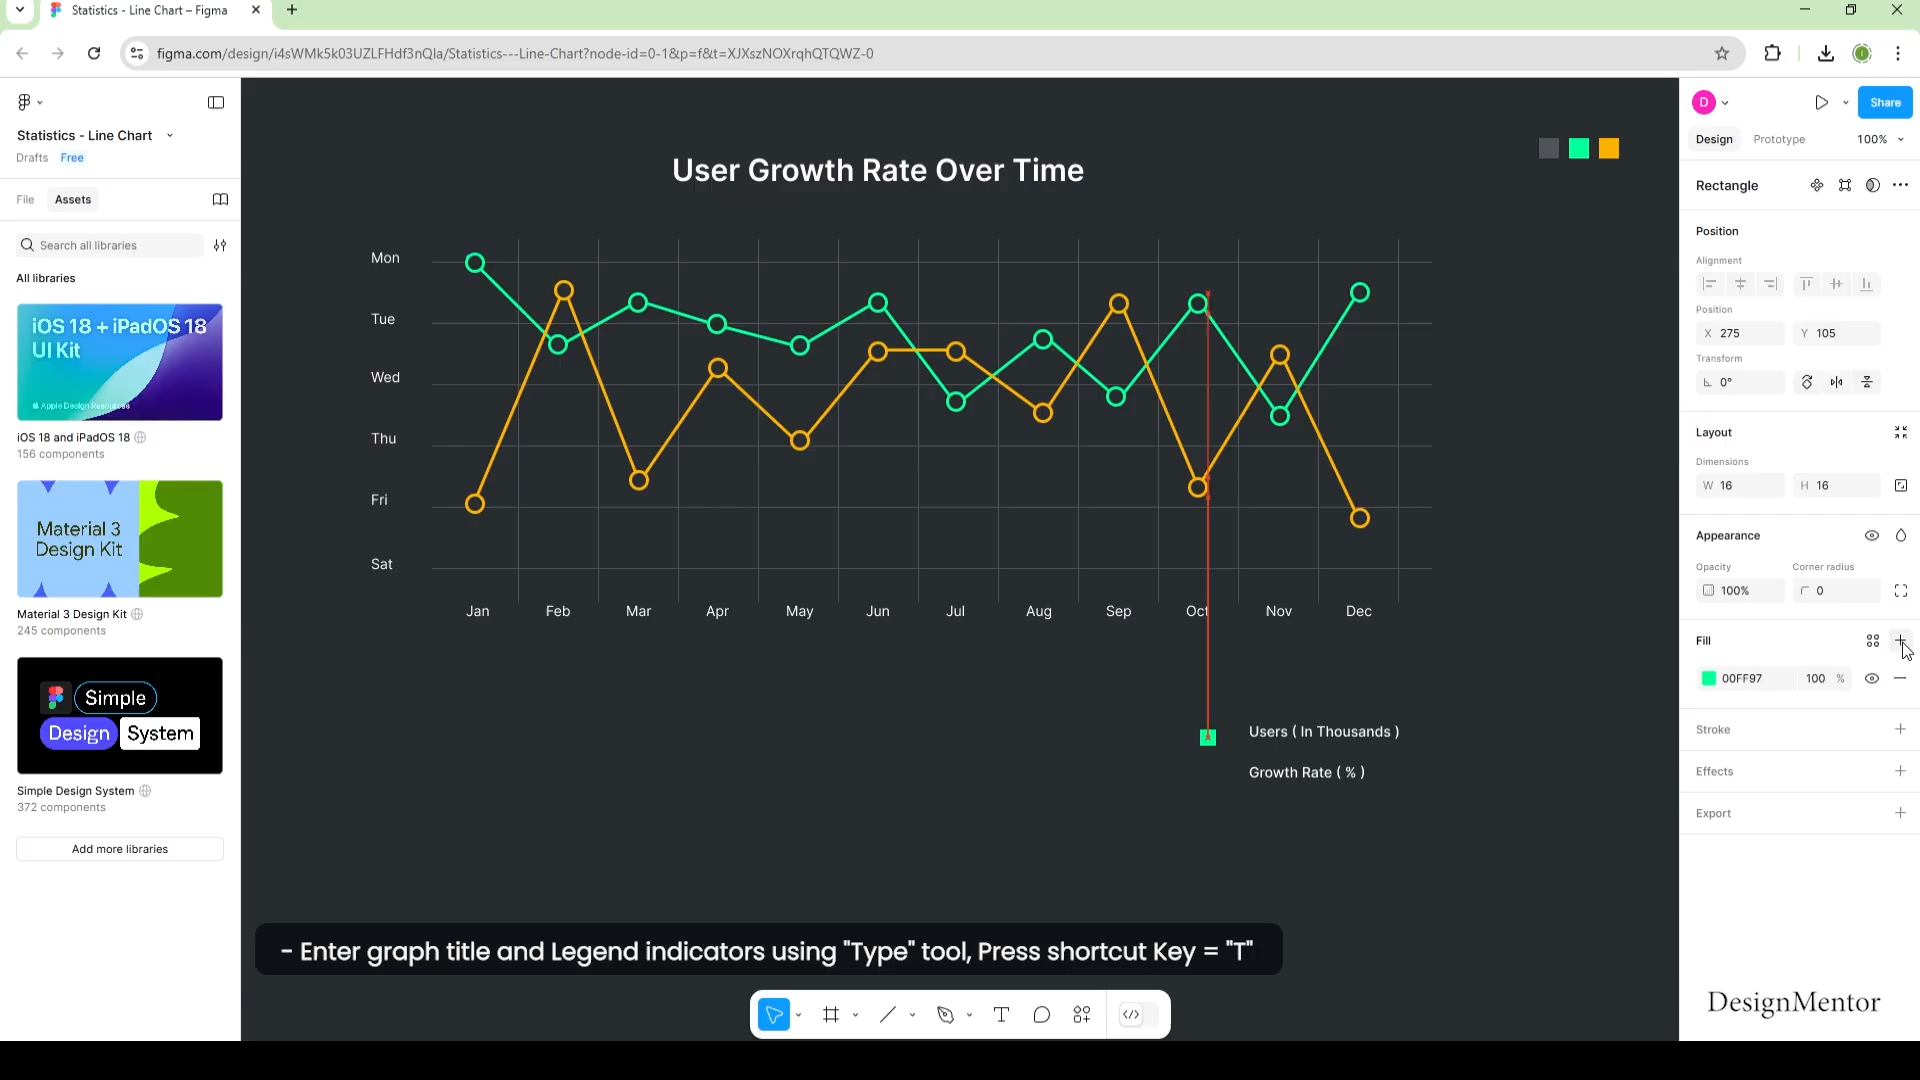 Statistics - Line Chart – Figma
figma.com/design/i4sWMk5k03UZLFHdf3nQIa/Statistics---Line-Chart?node-id=0-1&p=f&t=XJXszNOXrqhQTQWZ-0
Statistics - Line Chart
Drafts Free
File Assets
Search all libraries
All libraries
iOS 18 + iPadOS 18
UI Kit
Apple Design Resources
iOS 18 and iPadOS 18
156 components
Material 3
Design Kit
Material 3 Design Kit
245 components
Simple
Design System
Simple Design System
372 components
Add more libraries
User Growth Rate Over Time
Mon
Tue
Wed
Thu
Fri
Sat
Jan Feb Mar Apr May Jun Jul Aug Sep Oct Nov Dec
Users ( In Thousands )
Growth Rate ( % )
- Enter graph title and Legend indicators using "Type" tool, Press shortcut Key = "T"
D
Share
Design Prototype 100%
Rectangle
Position
Alignment
Position
X 275 Y 105
Transform
0°
Layout
Dimensions
W 16 H 16
Appearance
Opacity Corner radius
100% 0
Fill
00FF97 100 %
Stroke
Effects
Export
DesignMentor